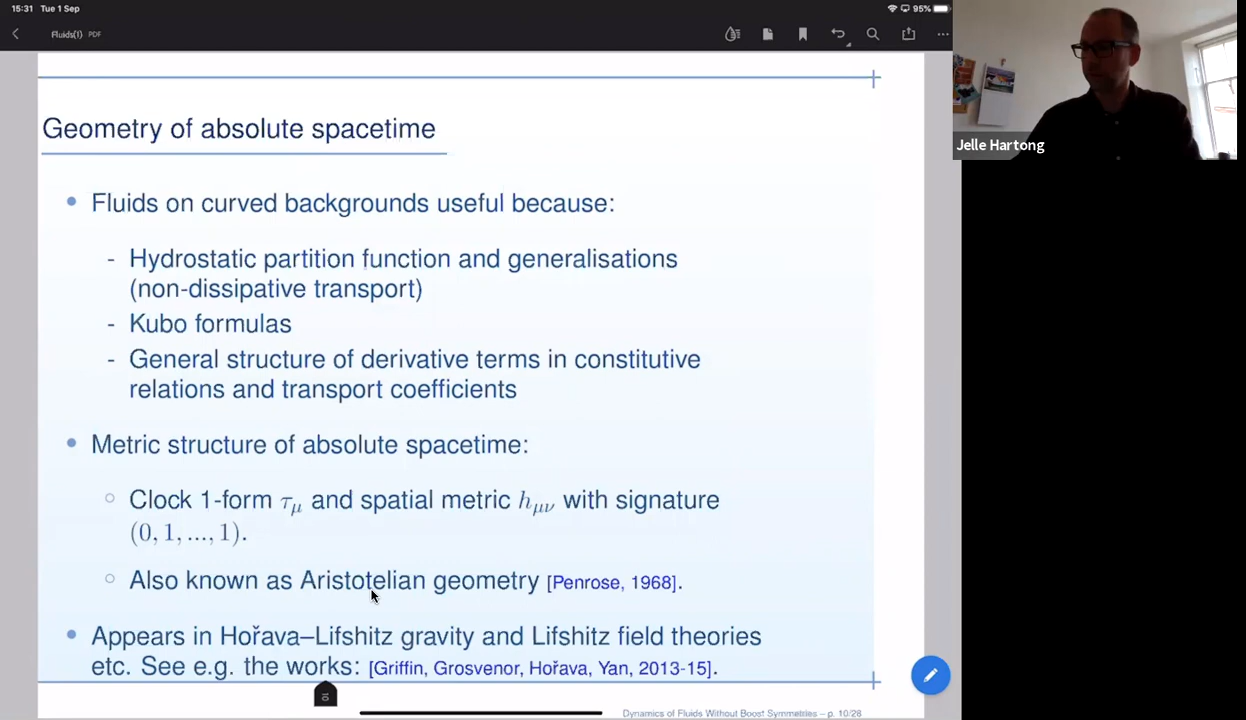 15:31 Tue 1 Sep
95%
Fluids(1) PDF
Geometry of absolute spacetime
Fluids on curved backgrounds useful because:
- Hydrostatic partition function and generalisations
(non-dissipative transport)
- Kubo formulas
- General structure of derivative terms in constitutive
relations and transport coefficients
Metric structure of absolute spacetime:
Clock 1-form τ_μ and spatial metric h_μν with signature
(0, 1, ..., 1).
Also known as Aristotelian geometry [Penrose, 1968].
Appears in Hořava–Lifshitz gravity and Lifshitz field theories
etc. See e.g. the works: [Griffin, Grosvenor, Hořava, Yan, 2013-15].
10
Dynamics of Fluids Without Boost Symmetries – p. 10/28
Jelle Hartong